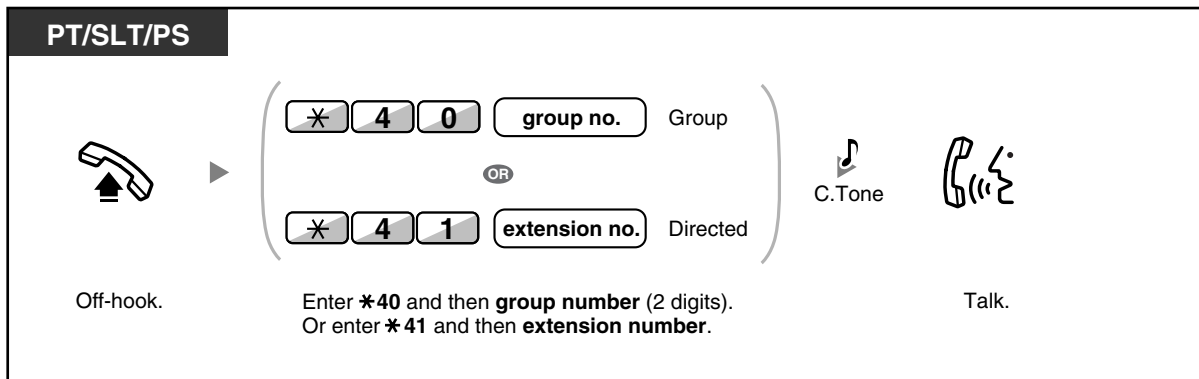 PT/SLT/PS
* 4 0 group no. Group
OR
C.Tone
* 4 1 extension no. Directed
Off-hook.
Enter *40 and then group number (2 digits).
Or enter *41 and then extension number.
Talk.